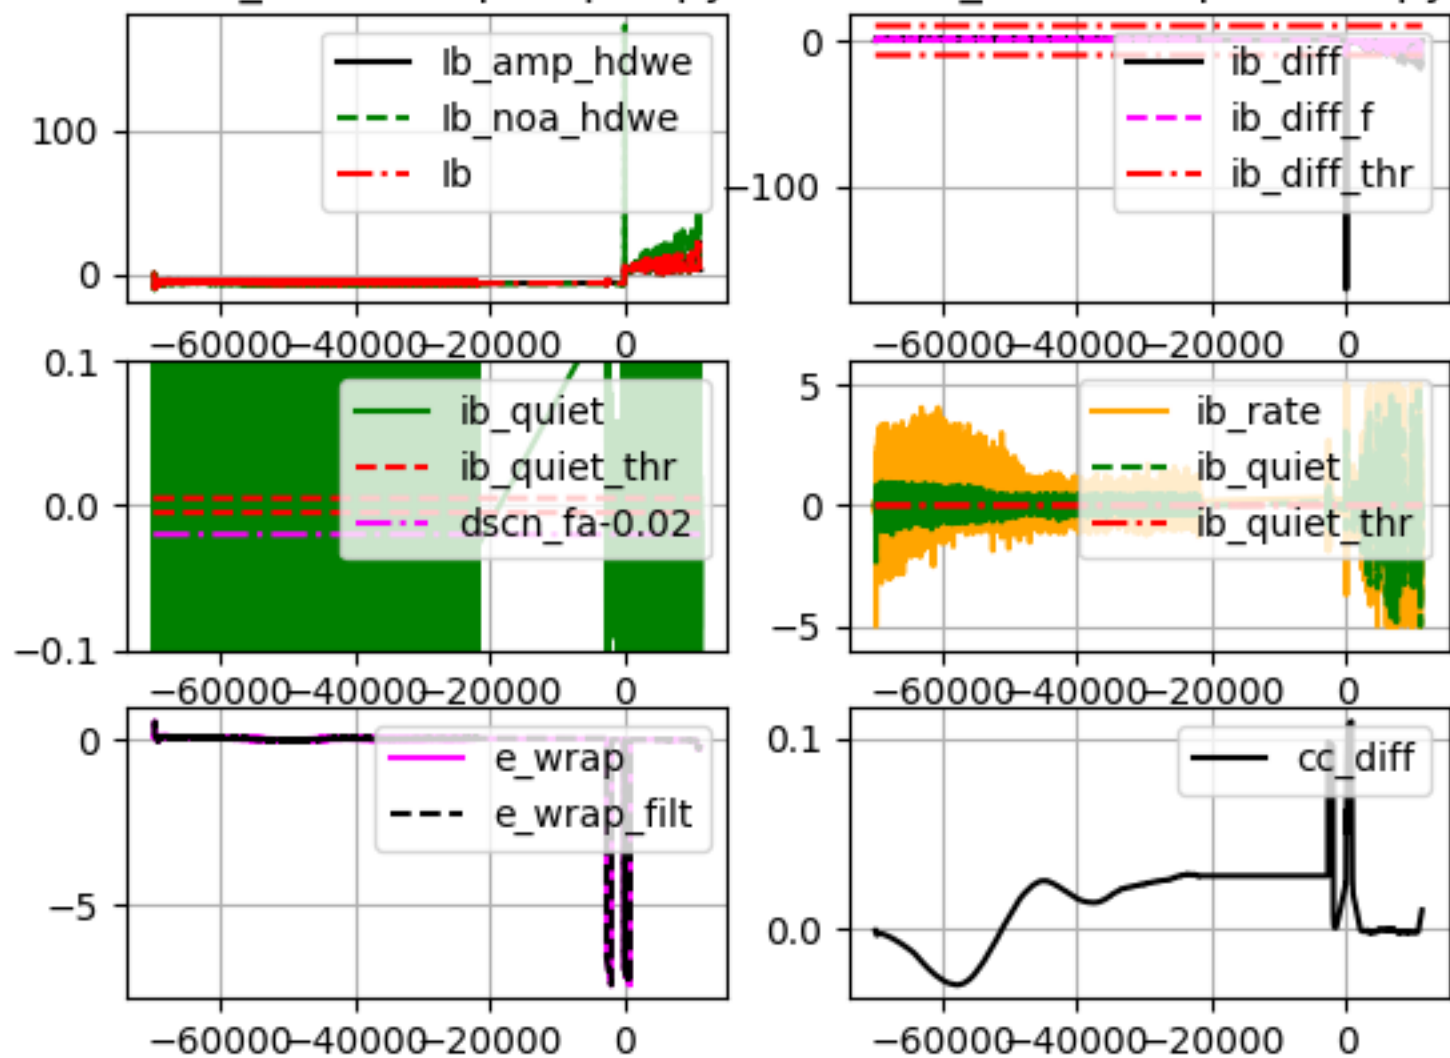 Ib_amp_hdwe
Ib_noa_hdwe
Ib
100
0
−60000 −40000 −20000 0
ib_diff
ib_diff_f
ib_diff_thr
0
−100
−60000 −40000 −20000 0
ib_quiet
ib_quiet_thr
dscn_fa-0.02
0.1
0.0
−0.1
−60000 −40000 −20000 0
ib_rate
ib_quiet
ib_quiet_thr
5
0
−5
−60000 −40000 −20000 0
e_wrap
e_wrap_filt
0
−5
−60000 −40000 −20000 0
cc_diff
0.1
0.0
−60000 −40000 −20000 0